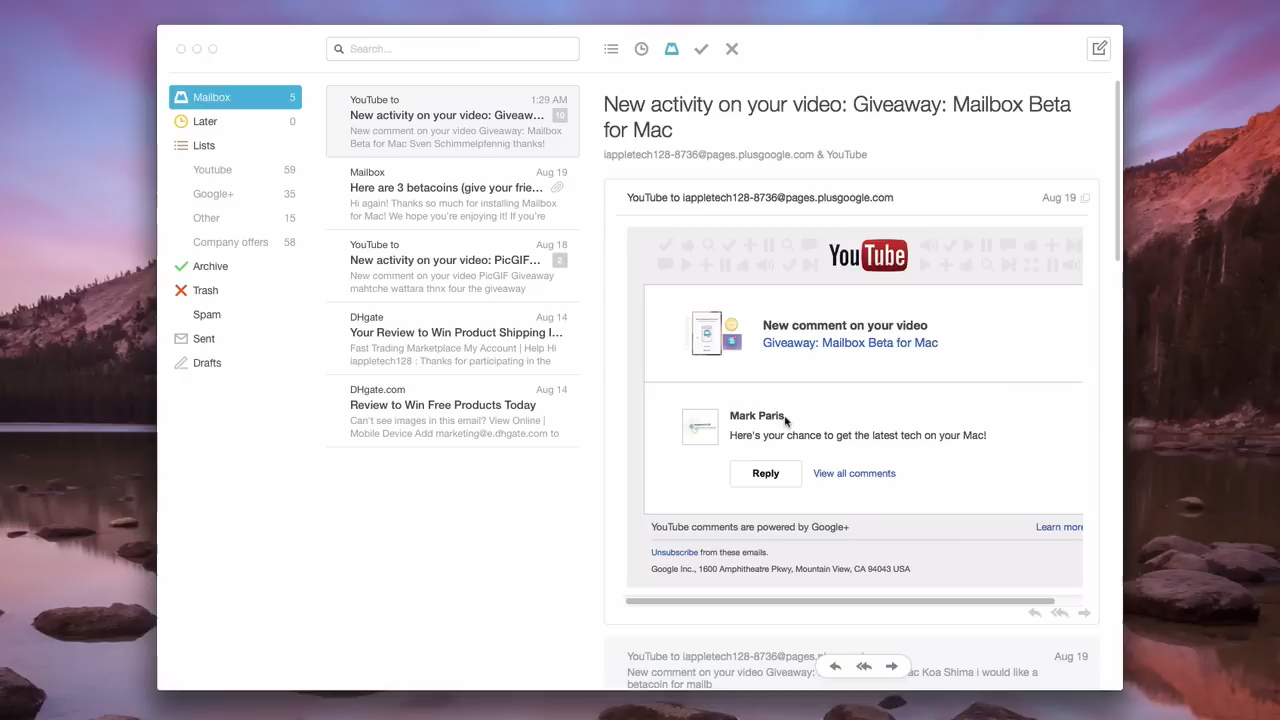 Search...
Mailbox 5
Later 0
Lists
Youtube 59
Google+ 35
Other 15
Company offers 58
Archive
Trash
Spam
Sent
Drafts
YouTube to 1:29 AM
New activity on your video: Giveaw... 10
New comment on your video Giveaway: Mailbox
Beta for Mac Sven Schimmelpfennig thanks!
Mailbox Aug 19
Here are 3 betacoins (give your frie...
Hi again! Thanks so much for installing Mailbox
for Mac! We hope you're enjoying it! If you're
YouTube to Aug 18
New activity on your video: PicGIF... 2
New comment on your video PicGIF Giveaway
mahtche wattara thnx four the giveaway
DHgate Aug 14
Your Review to Win Product Shipping I...
Fast Trading Marketplace My Account | Help Hi
iappletech128 : Thanks for participating in the
DHgate.com Aug 14
Review to Win Free Products Today
Can't see images in this email? View Online |
Mobile Device Add marketing@e.dhgate.com to
New activity on your video: Giveaway: Mailbox Beta
for Mac
iappletech128-8736@pages.plusgoogle.com & YouTube
YouTube to iappletech128-8736@pages.plusgoogle.com Aug 19
YouTube
New comment on your video
Giveaway: Mailbox Beta for Mac
Mark Paris
Here's your chance to get the latest tech on your Mac!
Reply View all comments
YouTube comments are powered by Google+ Learn more
Unsubscribe from these emails.
Google Inc., 1600 Amphitheatre Pkwy, Mountain View, CA 94043 USA
YouTube to iappletech128-8736@pages. Aug 19
New comment on your video Giveaway: Koa Shima i would like a
betacoin for mailb